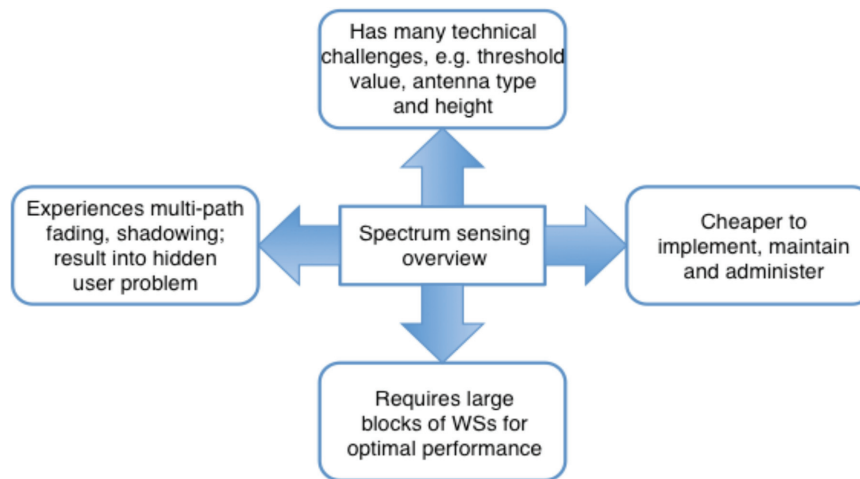 Has many technical
challenges, e.g. threshold
value, antenna type
and height
Experiences multi-path
fading, shadowing;
result into hidden
user problem
Spectrum sensing
overview
Cheaper to
implement, maintain
and administer
Requires large
blocks of WSs for
optimal performance